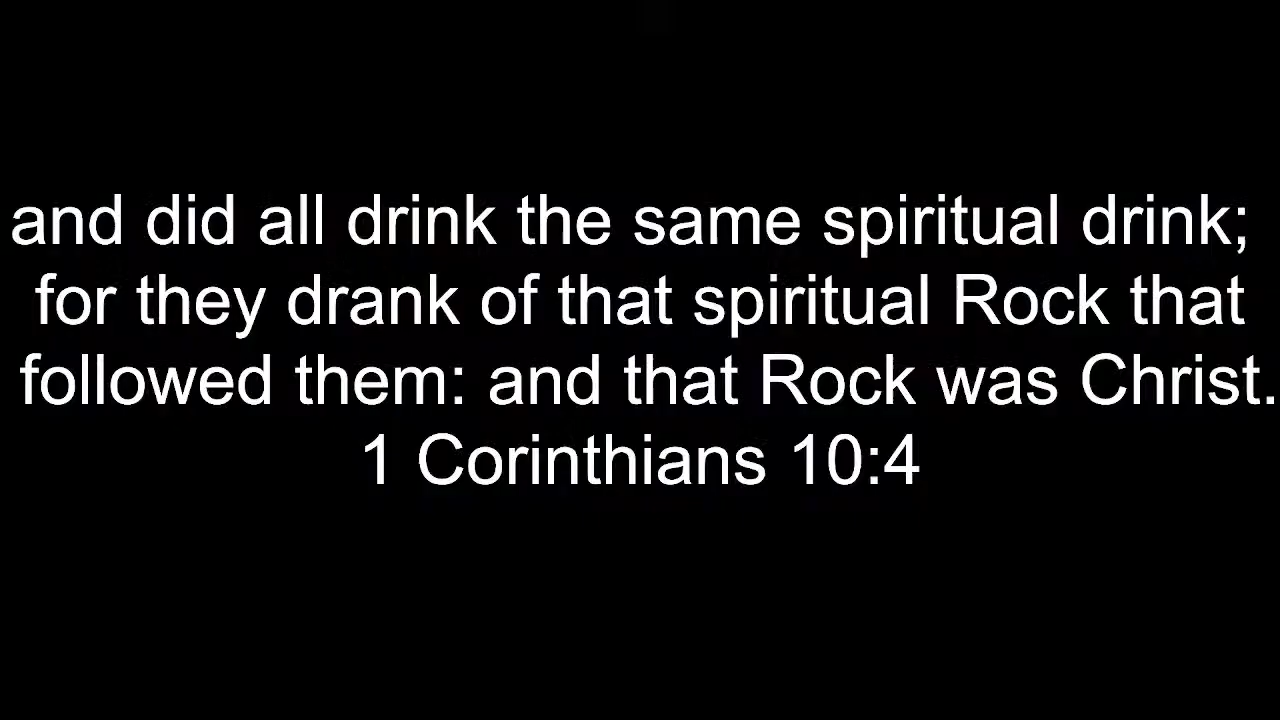 and did all drink the same spiritual drink;
for they drank of that spiritual Rock that
followed them: and that Rock was Christ.
1 Corinthians 10:4